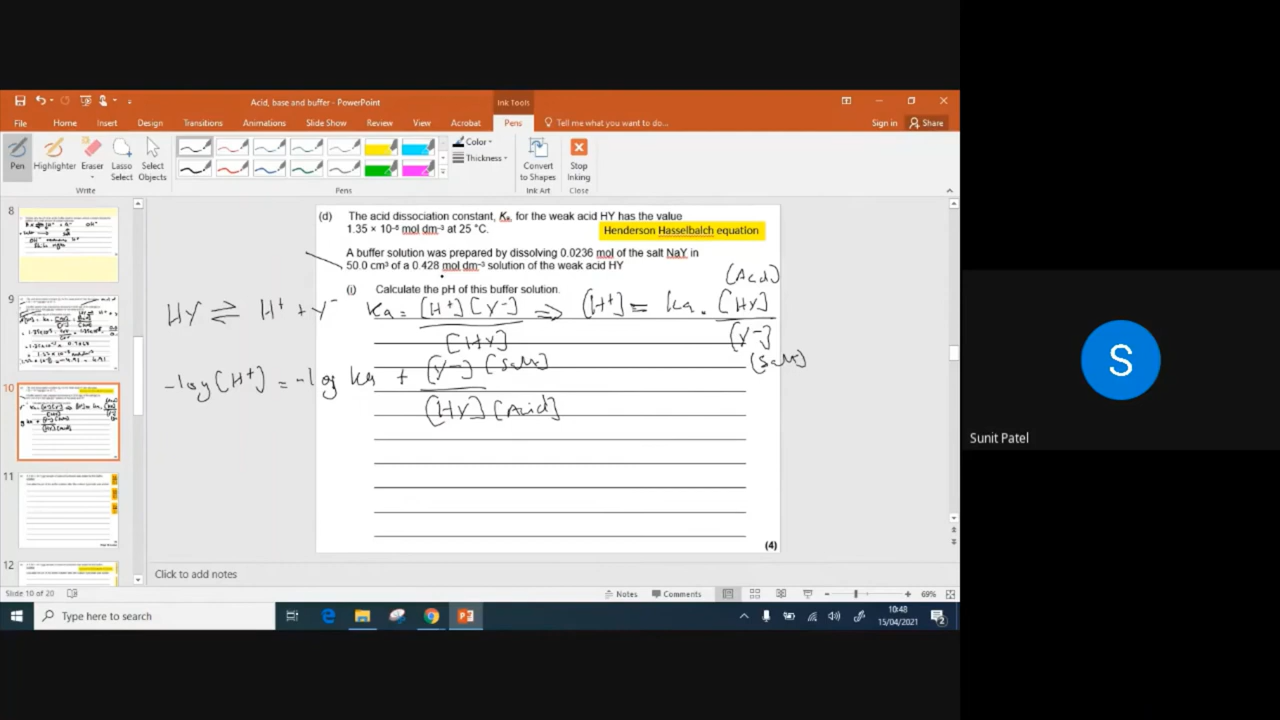 Acid, base and buffer - PowerPoint
Ink Tools
File Home Insert Design Transitions Animations Slide Show Review View Acrobat Pens Tell me what you want to do... Sign in Share
Pen Highlighter Eraser Lasso Select Select Objects
Color
Thickness
Convert to Shapes
Stop Inking
Write Pens Ink Art Close
8
9
10
11
12
(d) The acid dissociation constant, Ka, for the weak acid HY has the value
1.35 × 10⁻⁵ mol dm⁻³ at 25 °C.
Henderson Hasselbalch equation
A buffer solution was prepared by dissolving 0.0236 mol of the salt NaY in
50.0 cm³ of a 0.428 mol dm⁻³ solution of the weak acid HY
(i) Calculate the pH of this buffer solution.
(Acid)
HY ⇌ H⁺ + Y⁻ Ka = [H⁺][Y⁻] ⇒ [H⁺] = Ka . [HY]
[HY] [Y⁻]
(Salt)
-log[H⁺] = -log Ka + [Y⁻] [Salt]
[HY] [Acid]
(4)
Click to add notes
Slide 10 of 20 Notes Comments 69%
Type here to search
10:48
15/04/2021
2
S
Sunit Patel